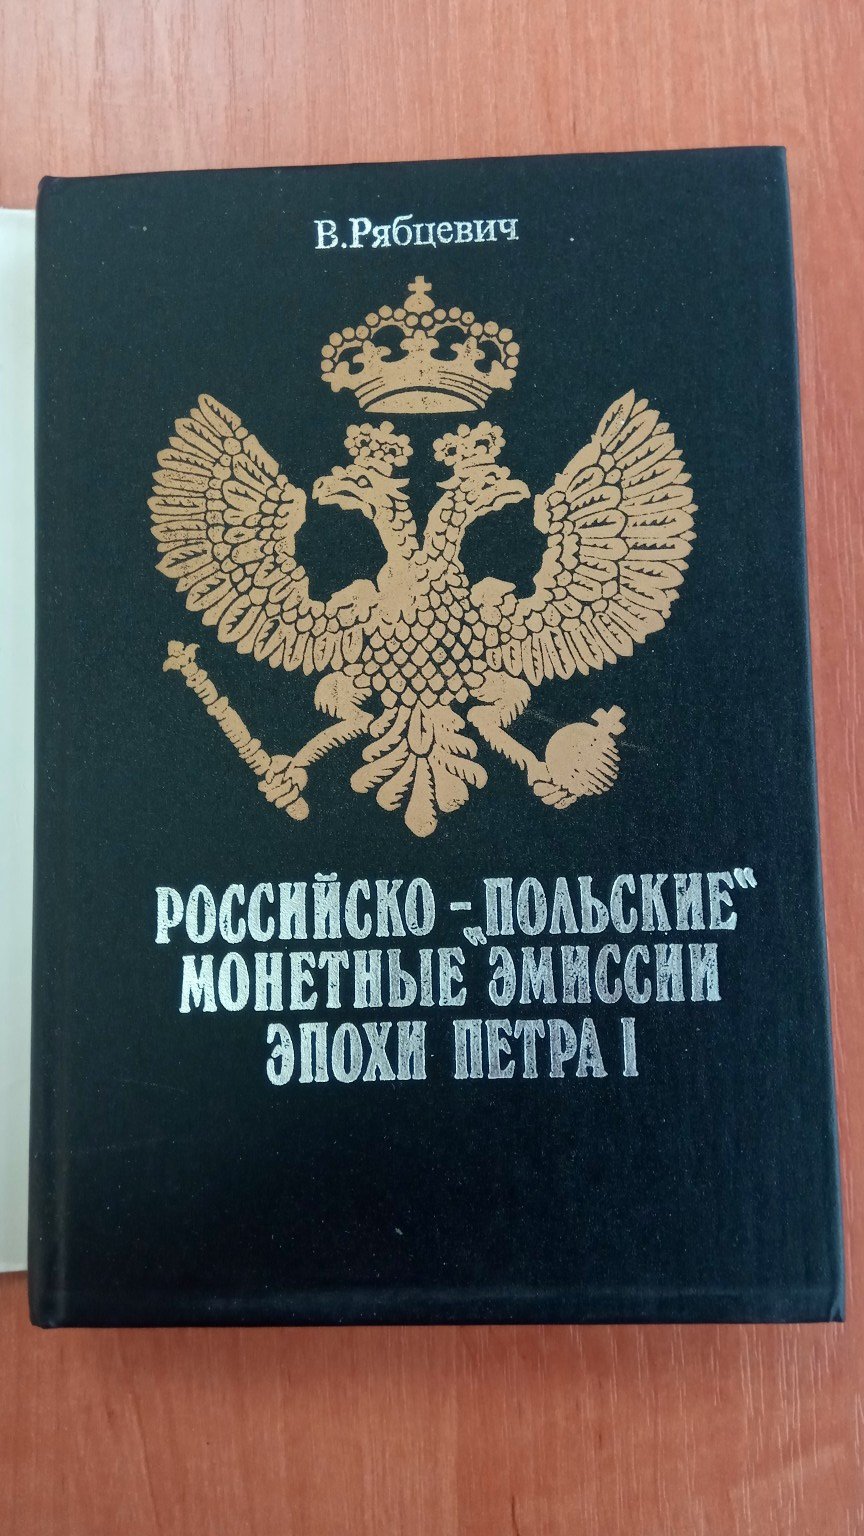 В.Рябцевич
РОССИЙСКО-„ПОЛЬСКИЕ“
МОНЕТНЫЕ ЭМИССИИ
ЭПОХИ ПЕТРА I